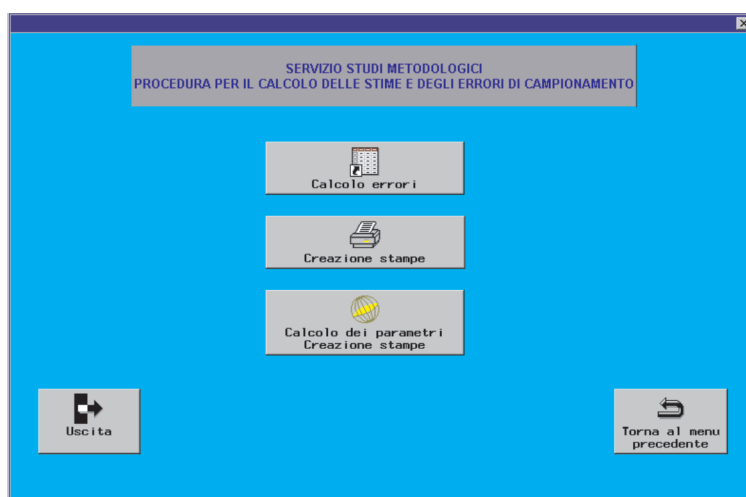 SERVIZIO STUDI METODOLOGICI
PROCEDURA PER IL CALCOLO DELLE STIME E DEGLI ERRORI DI CAMPIONAMENTO
Calcolo errori
Creazione stampe
Calcolo dei parametri
Creazione stampe
Uscita
Torna al menu
precedente